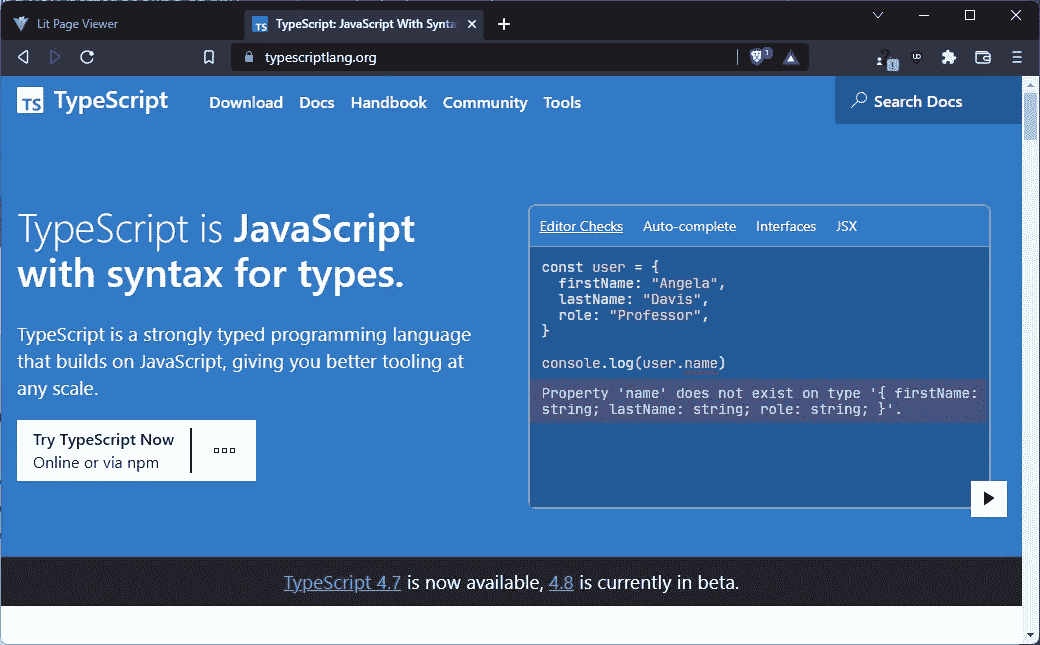 Lit Page Viewer
TypeScript: JavaScript With Synta
typescriptlang.org
1
UD
TS TypeScript
Download Docs Handbook Community Tools
Search Docs
TypeScript is JavaScript
with syntax for types.
TypeScript is a strongly typed programming language
that builds on JavaScript, giving you better tooling at
any scale.
Try TypeScript Now
Online or via npm
Editor Checks Auto-complete Interfaces JSX
const user = {
firstName: "Angela",
lastName: "Davis",
role: "Professor",
}
console.log(user.name)
Property 'name' does not exist on type '{ firstName:
string; lastName: string; role: string; }'.
TypeScript 4.7 is now available, 4.8 is currently in beta.